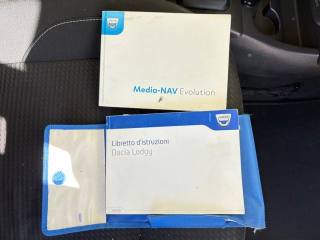 Media-NAV Evolution
Libretto d'istruzioni
Dacia Lodgy